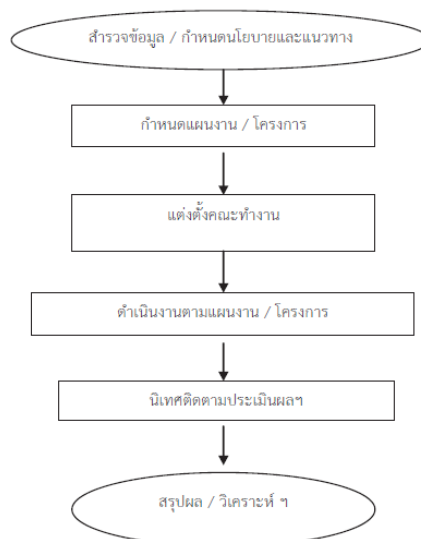 สำรวจข้อมูล / กำหนดนโยบายและแนวทาง
กำหนดแผนงาน / โครงการ
แต่งตั้งคณะทำงาน
ดำเนินงานตามแผนงาน / โครงการ
นิเทศติดตามประเมินผลฯ
สรุปผล / วิเคราะห์ ฯ